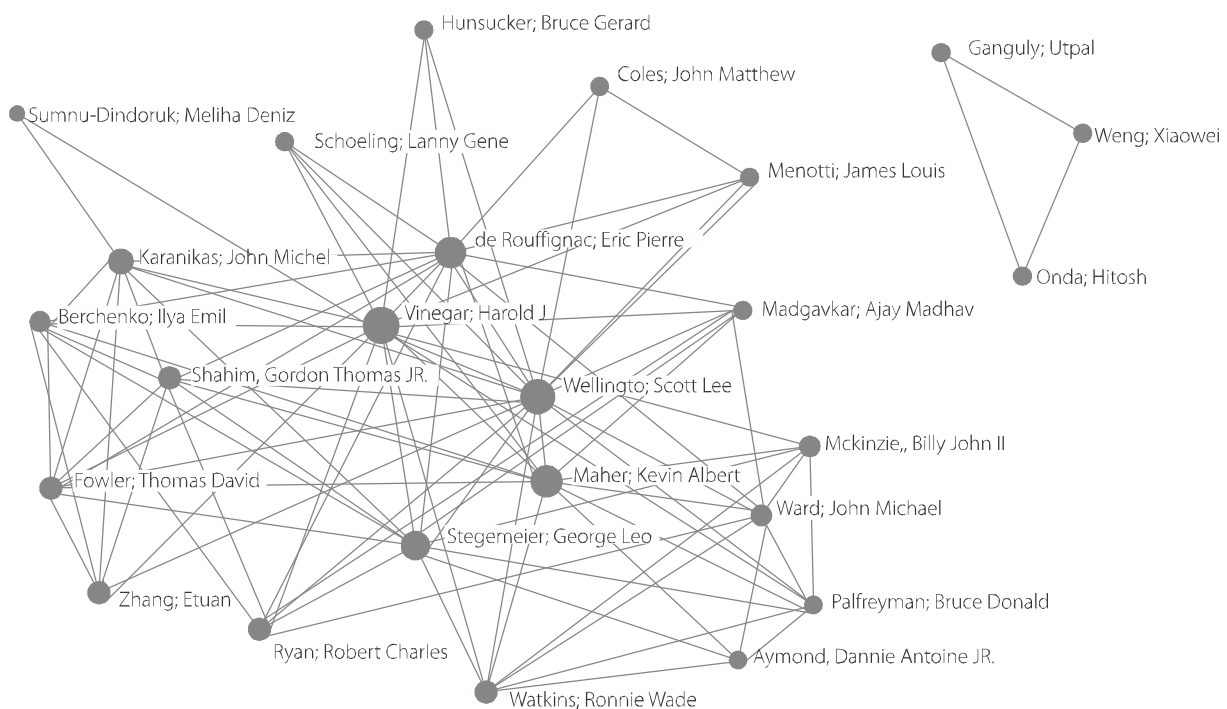 Hunsucker; Bruce Gerard
Ganguly; Utpal
Coles; John Matthew
Sumnu-Dindoruk; Meliha Deniz
Weng; Xiaowei
Schoeling; Lanny Gene
Menotti; James Louis
de Rouffignac; Eric Pierre
Karanikas; John Michel
Onda; Hitosh
Vinegar; Harold J
Madgavkar; Ajay Madhav
Berchenko; Ilya Emil
Shahim, Gordon Thomas JR.
Wellingto; Scott Lee
Mckinzie,, Billy John II
Fowler; Thomas David
Maher; Kevin Albert
Ward; John Michael
Stegemeier; George Leo
Zhang; Etuan
Palfreyman; Bruce Donald
Ryan; Robert Charles
Aymond, Dannie Antoine JR.
Watkins; Ronnie Wade